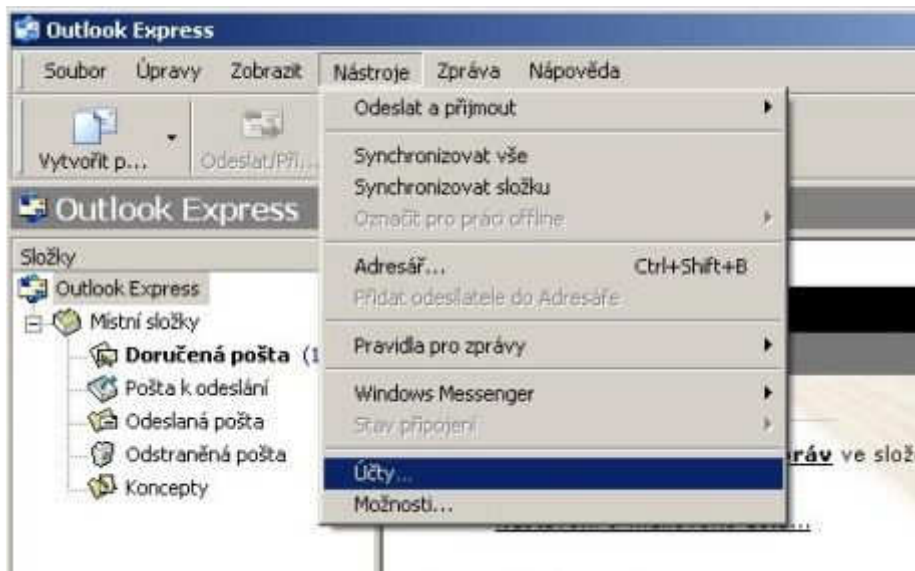 Outlook Express
Soubor Úpravy Zobrazit Nástroje Zpráva Nápověda
Vytvořit p... Odeslat/Při...
Outlook Express
Složky
Outlook Express
Místní složky
Doručená pošta (1
Pošta k odeslání
Odeslaná pošta
Odstraněná pošta
Koncepty
Odeslat a přijmout
Synchronizovat vše
Synchronizovat složku
Označit pro práci offline
Adresář... Ctrl+Shift+B
Přidat odesílatele do Adresáře
Pravidla pro zprávy
Windows Messenger
Stav připojení
Účty...
Možnosti...
ráv ve slož